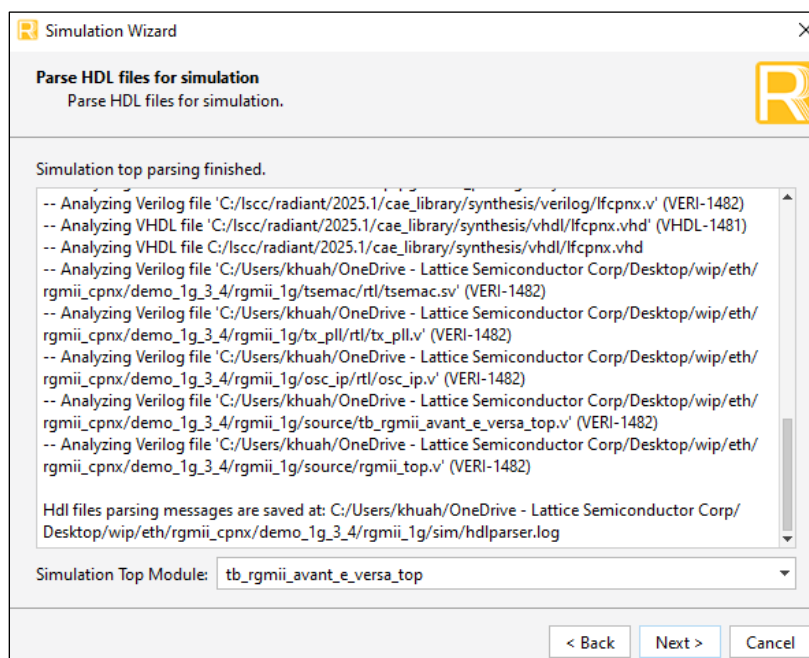 Simulation Wizard
Parse HDL files for simulation
Parse HDL files for simulation.
Simulation top parsing finished.
-- Analyzing Verilog file 'C:/lscc/radiant/2025.1/cae_library/synthesis/verilog/lfcpnx.v' (VERI-1482)
-- Analyzing VHDL file 'C:/lscc/radiant/2025.1/cae_library/synthesis/vhdl/lfcpnx.vhd' (VHDL-1481)
-- Analyzing VHDL file C:/lscc/radiant/2025.1/cae_library/synthesis/vhdl/lfcpnx.vhd
-- Analyzing Verilog file 'C:/Users/khuah/OneDrive - Lattice Semiconductor Corp/Desktop/wip/eth/
rgmii_cpnx/demo_1g_3_4/rgmii_1g/tsemac/rtl/tsemac.sv' (VERI-1482)
-- Analyzing Verilog file 'C:/Users/khuah/OneDrive - Lattice Semiconductor Corp/Desktop/wip/eth/
rgmii_cpnx/demo_1g_3_4/rgmii_1g/tx_pll/rtl/tx_pll.v' (VERI-1482)
-- Analyzing Verilog file 'C:/Users/khuah/OneDrive - Lattice Semiconductor Corp/Desktop/wip/eth/
rgmii_cpnx/demo_1g_3_4/rgmii_1g/osc_ip/rtl/osc_ip.v' (VERI-1482)
-- Analyzing Verilog file 'C:/Users/khuah/OneDrive - Lattice Semiconductor Corp/Desktop/wip/eth/
rgmii_cpnx/demo_1g_3_4/rgmii_1g/source/tb_rgmii_avant_e_versa_top.v' (VERI-1482)
-- Analyzing Verilog file 'C:/Users/khuah/OneDrive - Lattice Semiconductor Corp/Desktop/wip/eth/
rgmii_cpnx/demo_1g_3_4/rgmii_1g/source/rgmii_top.v' (VERI-1482)
Hdl files parsing messages are saved at: C:/Users/khuah/OneDrive - Lattice Semiconductor Corp/
Desktop/wip/eth/rgmii_cpnx/demo_1g_3_4/rgmii_1g/sim/hdlparser.log
Simulation Top Module: tb_rgmii_avant_e_versa_top
< Back Next > Cancel